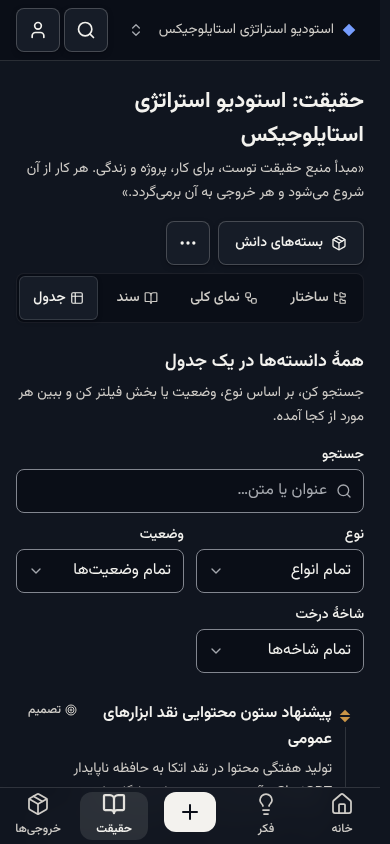 استودیو استراتژی استایلوجیکس
حقیقت: استودیو استراتژی
استایلوجیکس
«مبدأ منبع حقیقت توست، برای کار، پروژه و زندگی. هر کار از آن
شروع می‌شود و هر خروجی به آن برمی‌گردد.»
بسته‌های دانش
ساختار
نمای کلی
سند
جدول
همهٔ دانسته‌ها در یک جدول
جستجو کن، بر اساس نوع، وضعیت یا بخش فیلتر کن و ببین هر
مورد از کجا آمده.
جستجو
عنوان یا متن...
نوع
وضعیت
تمام انواع
تمام وضعیت‌ها
شاخهٔ درخت
تمام شاخه‌ها
پیشنهاد ستون محتوایی نقد ابزارهای
عمومی
تصمیم
تولید هفتگی محتوا در نقد اتکا به حافظه ناپایدار
خانه
فکر
حقیقت
خروجی‌ها